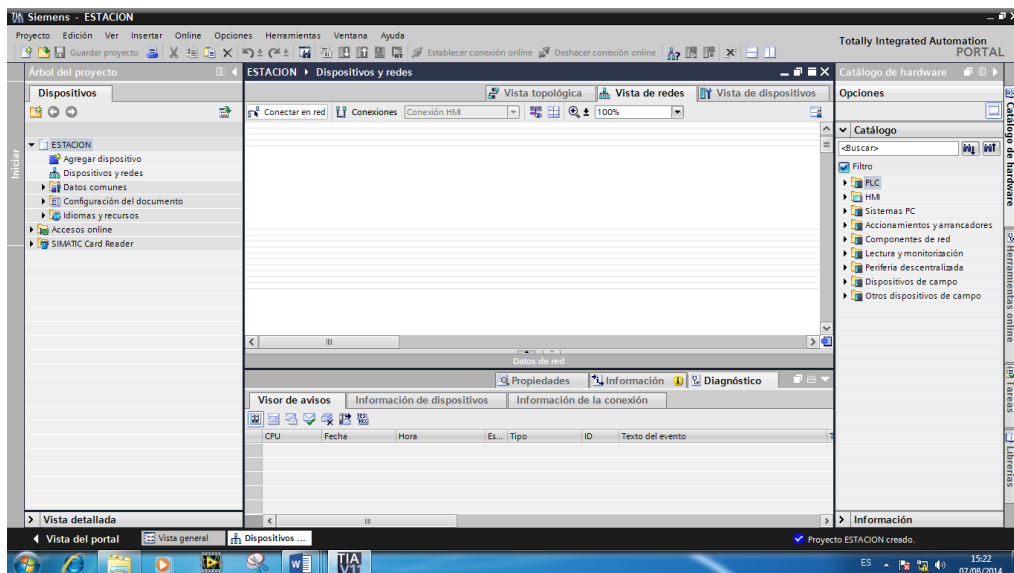 Siemens - ESTACION
Proyecto Edición Ver Insertar Online Opciones Herramientas Ventana Ayuda
Guardar proyecto Establecer conexión online Deshacer conexión online
Totally Integrated Automation
PORTAL
Árbol del proyecto
ESTACION Dispositivos y redes
Catálogo de hardware
Dispositivos
Vista topológica Vista de redes Vista de dispositivos
Opciones
Conectar en red Conexiones Conexión HMI 100%
Iniciar
ESTACION
Agregar dispositivo
Dispositivos y redes
Datos comunes
Configuración del documento
Idiomas y recursos
Accesos online
SIMATIC Card Reader
Catálogo
<Buscar>
Filtro
PLC
HMI
Sistemas PC
Accionamientos y arrancadores
Componentes de red
Lectura y monitorización
Periferia descentralizada
Dispositivos de campo
Otros dispositivos de campo
Catálogo de hardware
Herramientas online
Tareas
Librerías
Datos de red
Propiedades Información Diagnóstico
Visor de avisos Información de dispositivos Información de la conexión
CPU Fecha Hora Es... Tipo ID Texto del evento
Vista detallada
Información
Vista del portal Vista general Dispositivos ...
Proyecto ESTACION creado.
TIA
V11
ES
15:22
07/08/2014